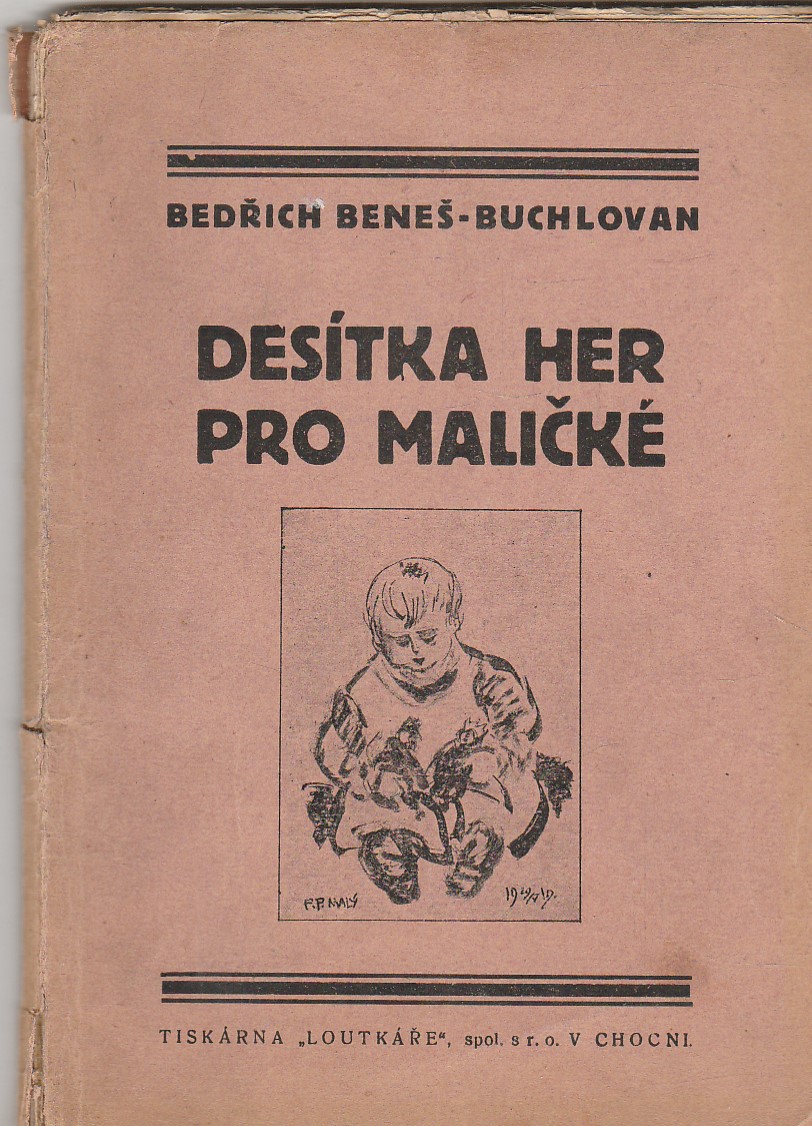 BEDŘICH BENEŠ-BUCHLOVAN
DESÍTKA HER
PRO MALIČKÉ
F. P. MALÝ
TISKÁRNA „LOUTKÁŘE“, spol. s r. o. V CHOCNI.